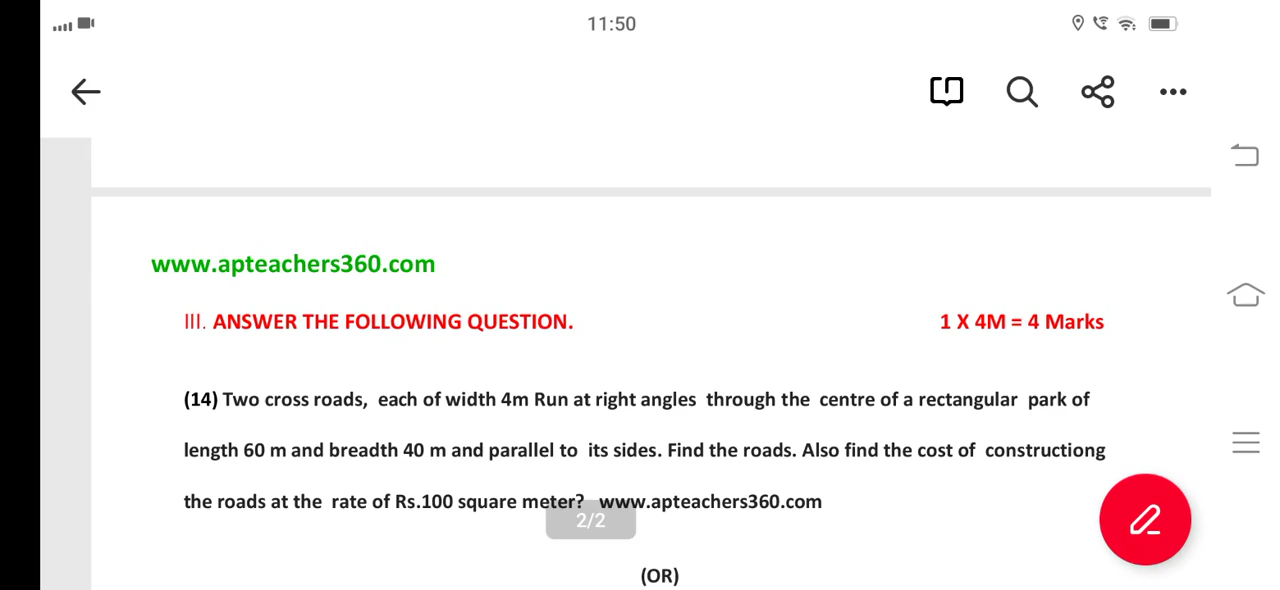 11:50
www.apteachers360.com
III. ANSWER THE FOLLOWING QUESTION. 1 X 4M = 4 Marks
(14) Two cross roads, each of width 4m Run at right angles through the centre of a rectangular park of
length 60 m and breadth 40 m and parallel to its sides. Find the roads. Also find the cost of constructiong
the roads at the rate of Rs.100 square meter? www.apteachers360.com
2/2
(OR)